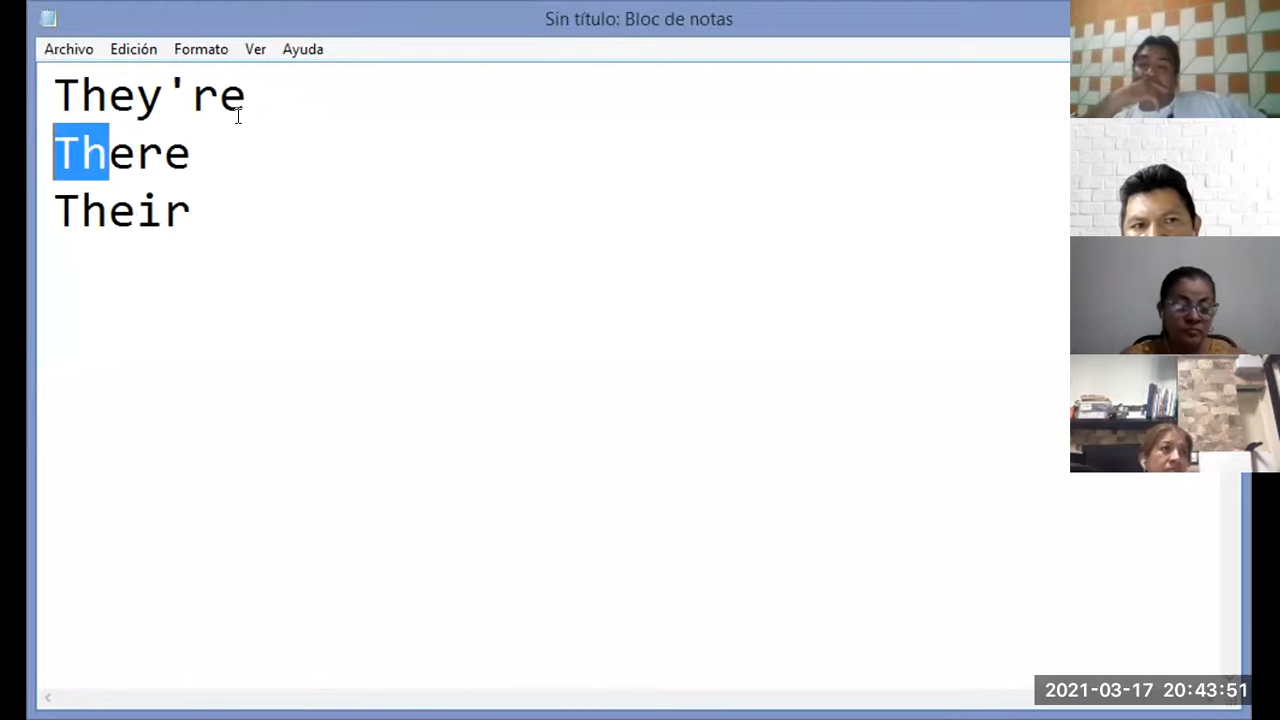 Sin título: Bloc de notas
Archivo Edición Formato Ver Ayuda
They're
There
Their
2021-03-17 20:43:51